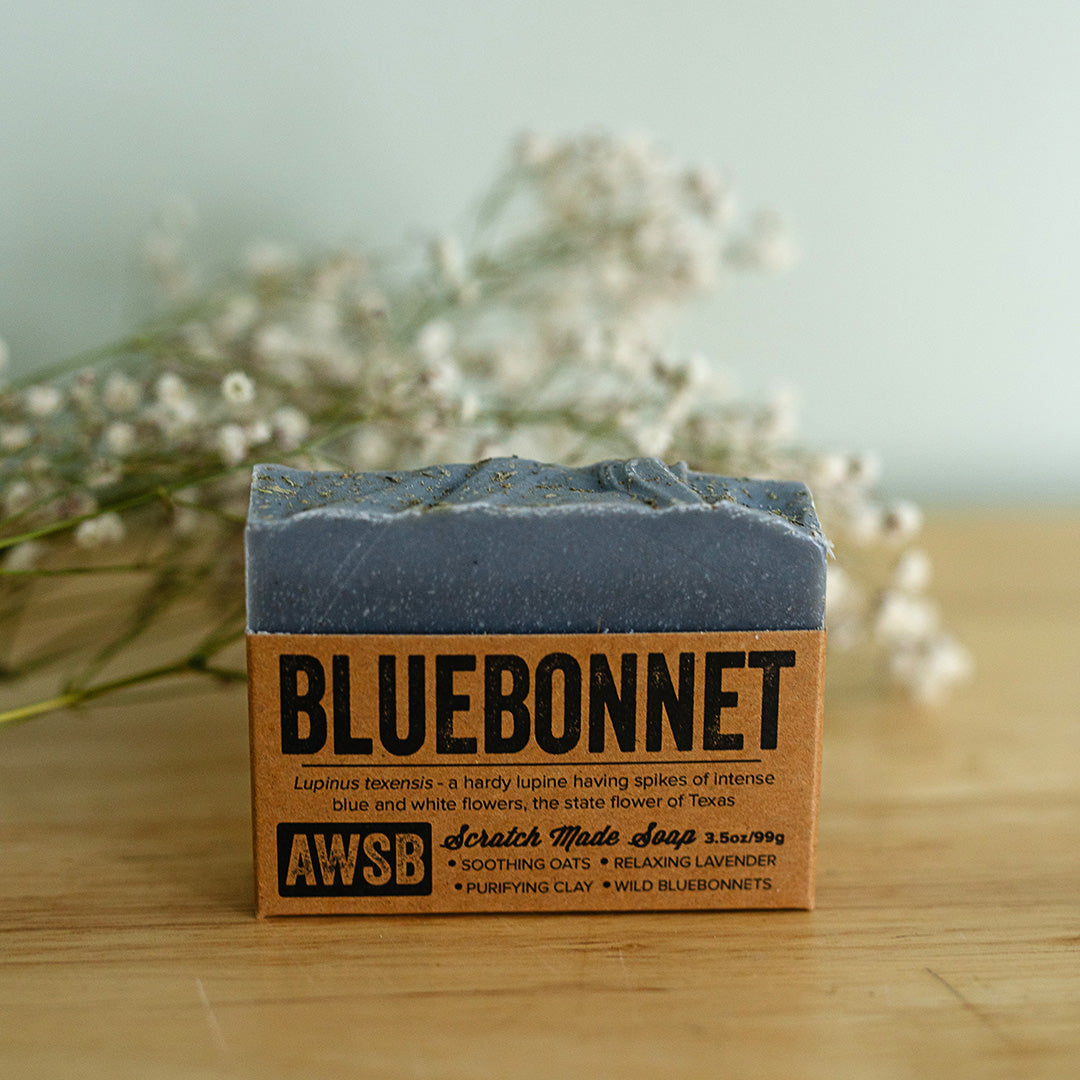 BLUEBONNET
Lupinus texensis - a hardy lupine having spikes of intense
blue and white flowers, the state flower of Texas
AWSB
Scratch Made Soap 3.5oz/99g
• SOOTHING OATS • RELAXING LAVENDER
• PURIFYING CLAY • WILD BLUEBONNETS